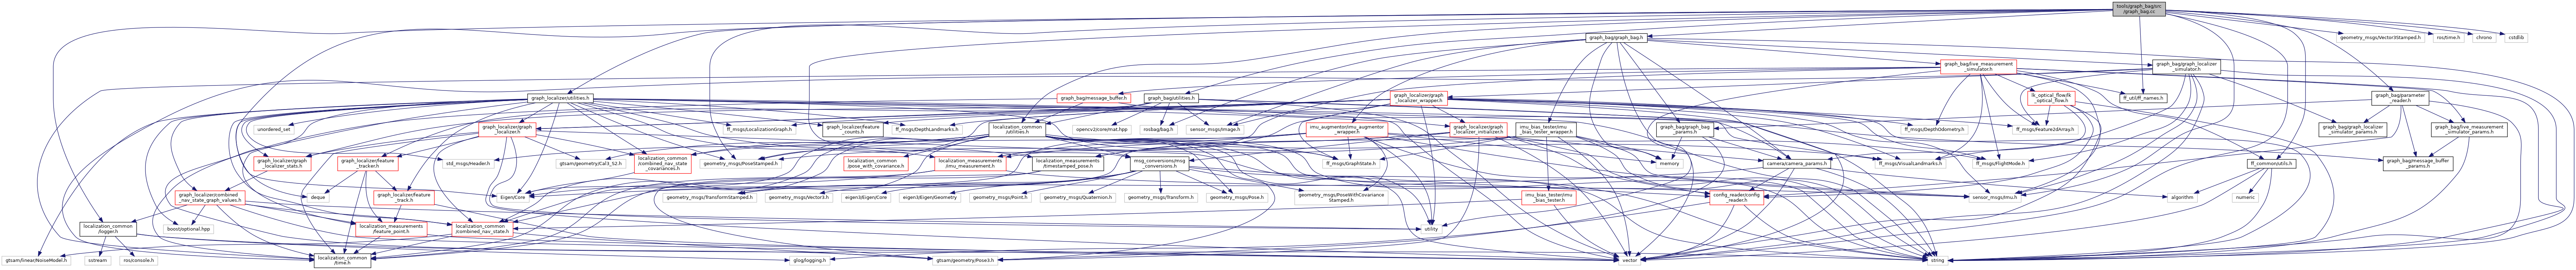 tools/graph_bag/src
/graph_bag.cc
graph_bag/graph_bag.h
geometry_msgs/Vector3Stamped.h
ros/time.h
chrono
cstdlib
graph_bag/live_measurement
_simulator.h
graph_bag/graph_localizer
_simulator.h
graph_localizer/utilities.h
graph_bag/message_buffer.h
graph_bag/utilities.h
graph_localizer/graph
_localizer_wrapper.h
lk_optical_flow/lk
_optical_flow.h
ff_util/ff_names.h
graph_bag/parameter
_reader.h
unordered_set
graph_localizer/graph
_localizer.h
ff_msgs/LocalizationGraph.h
graph_localizer/feature
_counts.h
ff_msgs/DepthLandmarks.h
localization_common
/utilities.h
opencv2/core/mat.hpp
rosbag/bag.h
sensor_msgs/Image.h
imu_augmentor/imu_augmentor
_wrapper.h
graph_localizer/graph
_localizer_initializer.h
imu_bias_tester/imu
_bias_tester_wrapper.h
graph_bag/graph_bag
_params.h
ff_msgs/DepthOdometry.h
ff_msgs/Feature2dArray.h
graph_bag/graph_localizer
_simulator_params.h
graph_bag/live_measurement
_simulator_params.h
graph_localizer/graph
_localizer_stats.h
graph_localizer/feature
_tracker.h
std_msgs/Header.h
gtsam/geometry/Cal3_S2.h
localization_common
/combined_nav_state
_covariances.h
geometry_msgs/PoseStamped.h
localization_common
/pose_with_covariance.h
localization_measurements
/imu_measurement.h
localization_measurements
/timestamped_pose.h
msg_conversions/msg
_conversions.h
ff_msgs/GraphState.h
memory
camera/camera_params.h
ff_msgs/VisualLandmarks.h
ff_msgs/FlightMode.h
ff_common/utils.h
graph_bag/message_buffer
_params.h
graph_localizer/combined
_nav_state_graph_values.h
deque
graph_localizer/feature
_track.h
Eigen/Core
geometry_msgs/TransformStamped.h
geometry_msgs/Vector3.h
eigen3/Eigen/Core
eigen3/Eigen/Geometry
geometry_msgs/Point.h
geometry_msgs/Quaternion.h
geometry_msgs/Transform.h
geometry_msgs/Pose.h
geometry_msgs/PoseWithCovariance
Stamped.h
imu_bias_tester/imu
_bias_tester.h
config_reader/config
_reader.h
sensor_msgs/Imu.h
algorithm
numeric
localization_common
/logger.h
boost/optional.hpp
localization_measurements
/feature_point.h
localization_common
/combined_nav_state.h
utility
gtsam/linear/NoiseModel.h
sstream
ros/console.h
localization_common
/time.h
glog/logging.h
gtsam/geometry/Pose3.h
vector
string